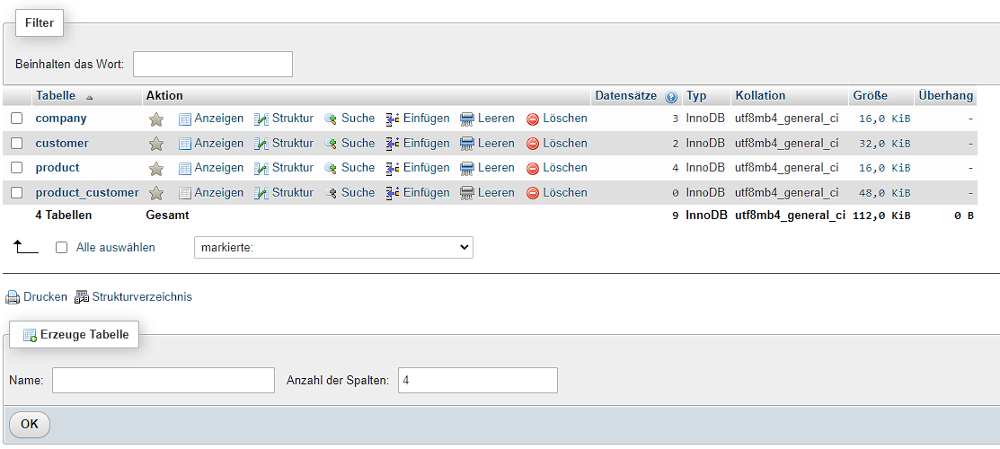 Filter
Beinhalten das Wort:
Tabelle Aktion Datensätze Typ Kollation Größe Überhang
company Anzeigen Struktur Suche Einfügen Leeren Löschen 3 InnoDB utf8mb4_general_ci 16,0 KiB -
customer Anzeigen Struktur Suche Einfügen Leeren Löschen 2 InnoDB utf8mb4_general_ci 32,0 KiB -
product Anzeigen Struktur Suche Einfügen Leeren Löschen 4 InnoDB utf8mb4_general_ci 16,0 KiB -
product_customer Anzeigen Struktur Suche Einfügen Leeren Löschen 0 InnoDB utf8mb4_general_ci 48,0 KiB -
4 Tabellen Gesamt 9 InnoDB utf8mb4_general_ci 112,0 KiB 0 B
Alle auswählen markierte:
Drucken Strukturverzeichnis
Erzeuge Tabelle
Name: Anzahl der Spalten: 4
OK